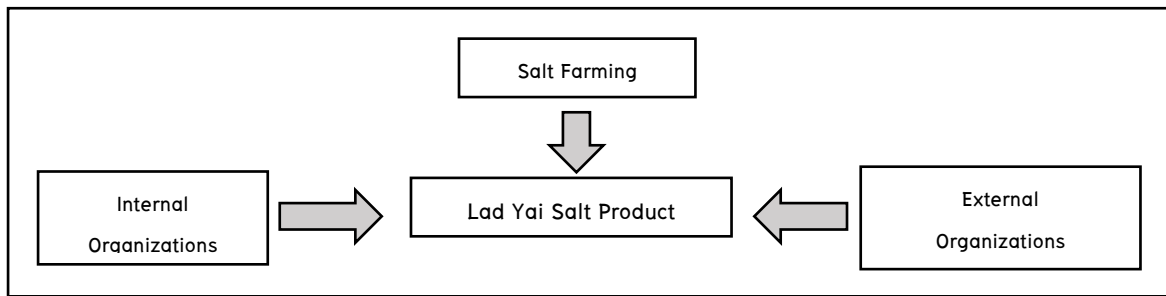 Salt Farming
Internal
Organizations
Lad Yai Salt Product
External
Organizations